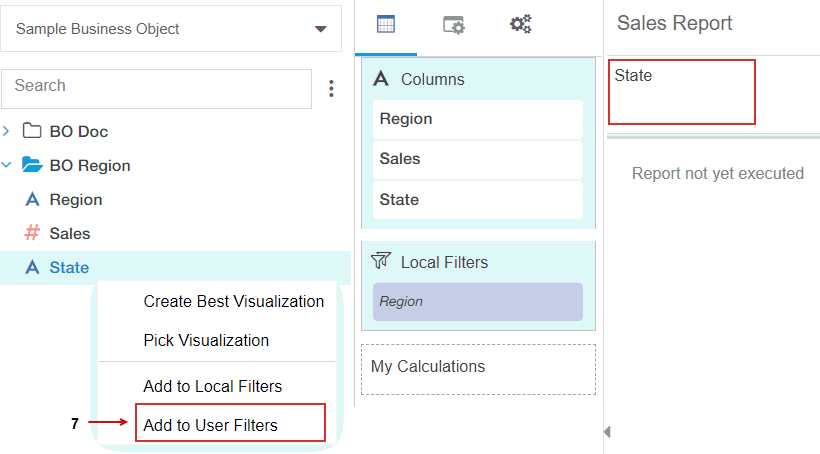 Sample Business Object
Search
BO Doc
BO Region
Region
Sales
State
Create Best Visualization
Pick Visualization
Add to Local Filters
7
Add to User Filters
Columns
Region
Sales
State
Local Filters
Region
My Calculations
Sales Report
State
Report not yet executed